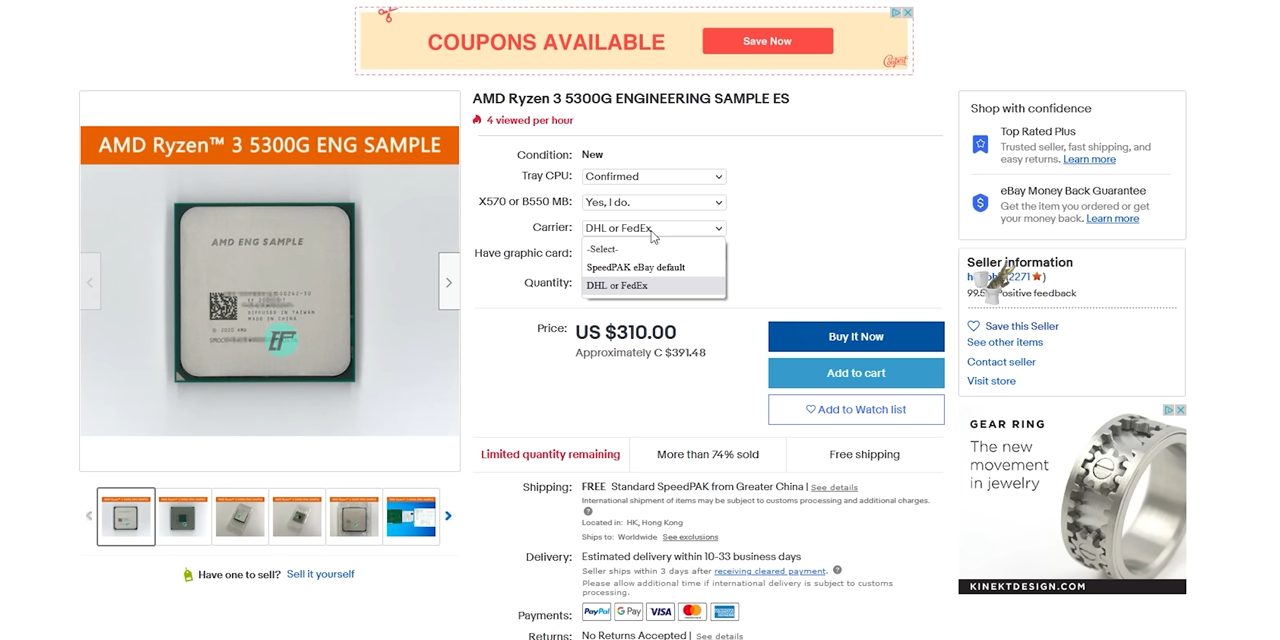 COUPONS AVAILABLE
Save Now
AMD Ryzen™ 3 5300G ENG SAMPLE
AMD ENG SAMPLE
DIFFUSED IN TAIWAN
MADE IN CHINA
© 2020 AMD
EF
Have one to sell? Sell it yourself
AMD Ryzen 3 5300G ENGINEERING SAMPLE ES
4 viewed per hour
Condition: New
Tray CPU: Confirmed
X570 or B550 MB: Yes, I do.
Carrier: DHL or FedEx
-Select-
Have graphic card:
SpeedPAK eBay default
DHL or FedEx
Quantity:
Price: US $310.00
Approximately C $391.48
Buy It Now
Add to cart
Add to Watch list
Limited quantity remaining
More than 74% sold
Free shipping
Shipping: FREE Standard SpeedPAK from Greater China | See details
International shipment of items may be subject to customs processing and additional charges.
Located in: HK, Hong Kong
Ships to: Worldwide See exclusions
Delivery: Estimated delivery within 10-33 business days
Seller ships within 3 days after receiving cleared payment.
Please allow additional time if international delivery is subject to customs
processing.
Payments: PayPal G Pay VISA
Returns: No Returns Accepted | See details
Shop with confidence
Top Rated Plus
Trusted seller, fast shipping, and
easy returns. Learn more
eBay Money Back Guarantee
Get the item you ordered or get
your money back. Learn more
Seller information
2271 )
Positive feedback
Save this Seller
See other items
Contact seller
Visit store
GEAR RING
The new
movement
in jewelry
KINEKTDESIGN.COM